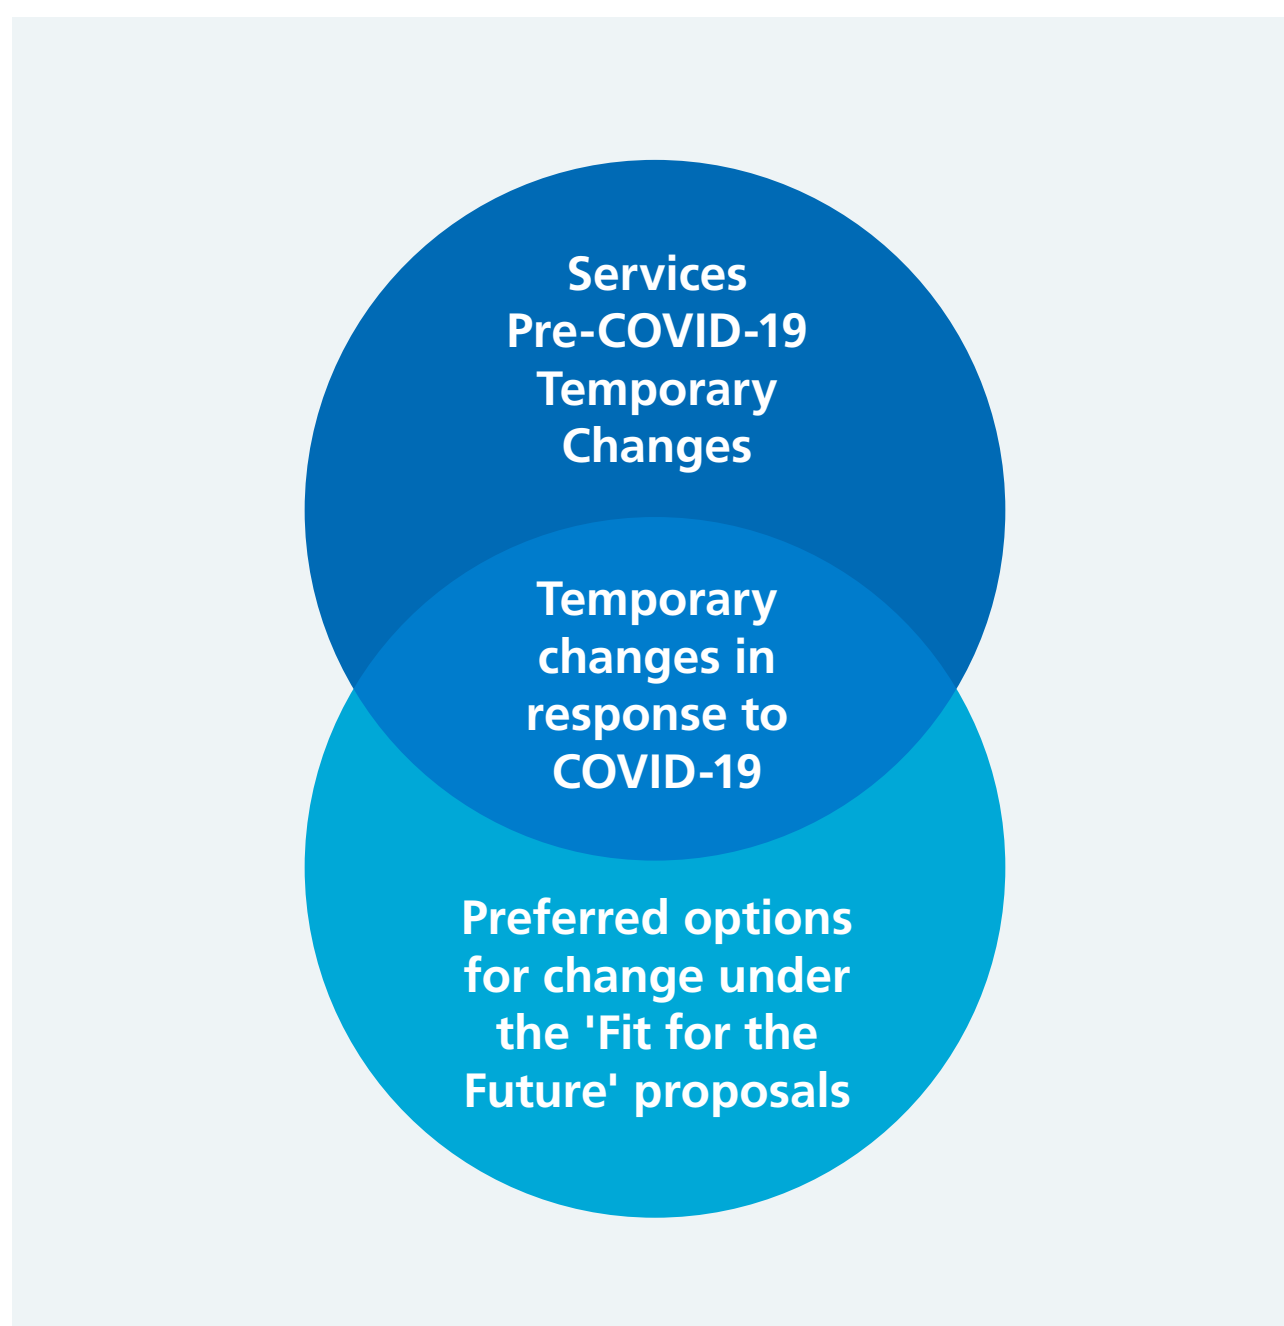 Services
Pre-COVID-19
Temporary
Changes
Temporary
changes in
response to
COVID-19
Preferred options
for change under
the 'Fit for the
Future' proposals